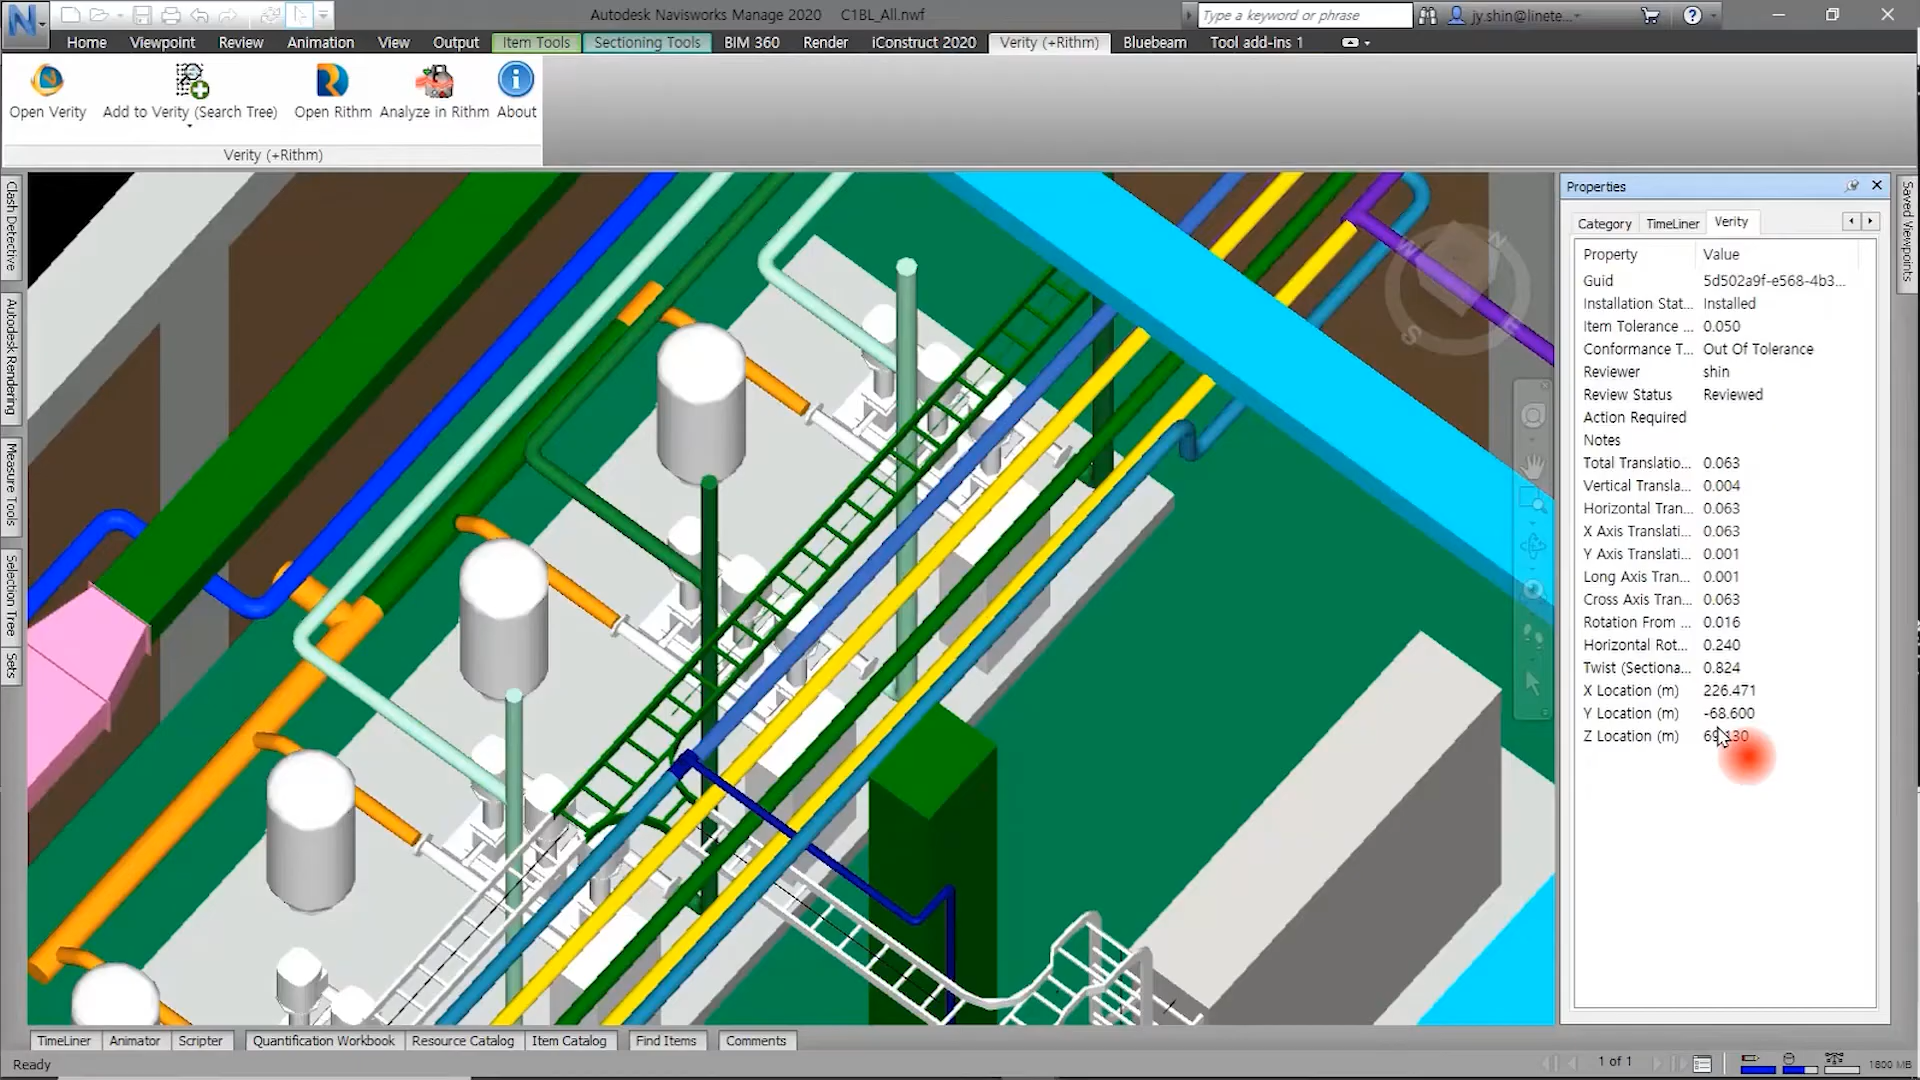 Autodesk Navisworks Manage 2020 C1BL_All.nwf
Type a keyword or phrase
jy.shin@linete...
Home Viewpoint Review Animation View Output Item Tools Sectioning Tools BIM 360 Render iConstruct 2020 Verity (+Rithm) Bluebeam Tool add-ins 1
Open Verity
Add to Verity (Search Tree)
Open Rithm
Analyze in Rithm
About
Verity (+Rithm)
Clash Detective
Autodesk Rendering
Measure Tools
Selection Tree
Sets
W
N
S
E
Properties
Category TimeLiner Verity
Property Value
Guid 5d502a9f-e568-4b3...
Installation Stat... Installed
Item Tolerance ... 0.050
Conformance T... Out Of Tolerance
Reviewer shin
Review Status Reviewed
Action Required
Notes
Total Translatio... 0.063
Vertical Transla... 0.004
Horizontal Tran... 0.063
X Axis Translati... 0.063
Y Axis Translati... 0.001
Long Axis Tran... 0.001
Cross Axis Tran... 0.063
Rotation From ... 0.016
Horizontal Rot... 0.240
Twist (Sectiona... 0.824
X Location (m) 226.471
Y Location (m) -68.600
Z Location (m)
Saved Viewpoints
TimeLiner Animator Scripter Quantification Workbook Resource Catalog Item Catalog Find Items Comments
Ready
1 of 1
1800 MB